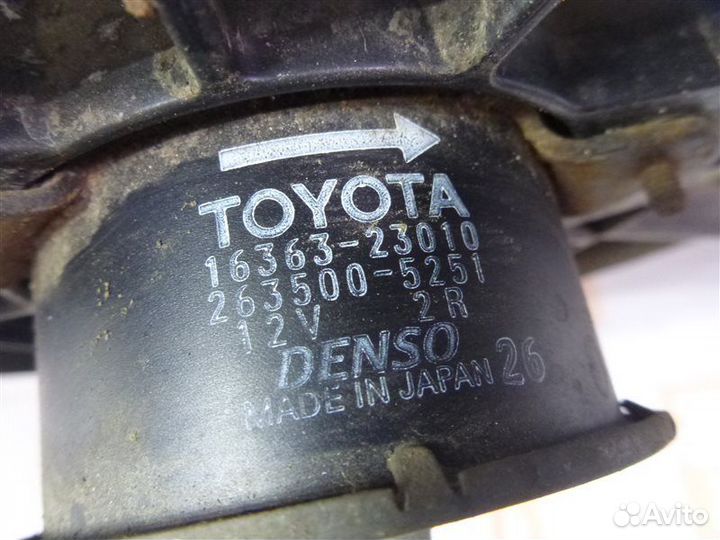 TOYOTA
16363-23010
263500-5251
12V 2R
DENSO
MADE IN JAPAN 26
Avito